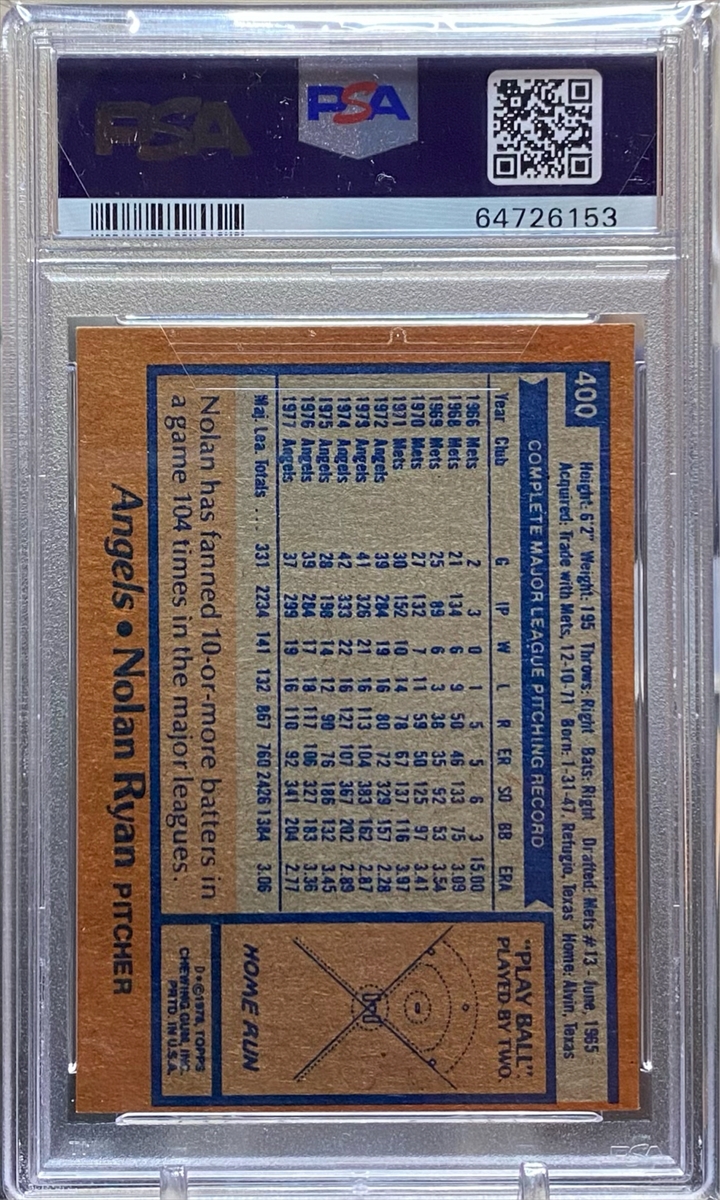 PSA
PSA
64726153
400
Height: 6'2" Weight: 195 Throws: Right Bats: Right Drafted: Mets #13 - June, 1965
Acquired: Trade with Mets, 12-10-71 Born: 1-31-47, Refugio, Texas Home: Alvin, Texas
COMPLETE MAJOR LEAGUE PITCHING RECORD
Year Club G IP W L R ER SO BB ERA
1966 Mets 2 3 0 1 5 5 6 3 15.00
1968 Mets 21 134 6 9 50 46 133 75 3.09
1969 Mets 25 89 6 3 38 35 92 53 3.54
1970 Mets 27 132 7 11 59 50 125 97 3.41
1971 Mets 30 152 10 14 78 67 137 116 3.97
1972 Angels 39 284 19 16 80 72 329 157 2.28
1973 Angels 41 326 21 16 113 104 383 162 2.87
1974 Angels 42 333 22 16 127 107 367 202 2.89
1975 Angels 28 198 14 12 90 76 186 132 3.45
1976 Angels 39 284 17 18 117 106 327 183 3.36
1977 Angels 37 299 19 16 110 92 341 204 2.77
Maj. Lea. Totals ... 331 2234 141 132 867 760 2426 1384 3.06
Nolan has fanned 10-or-more batters in
a game 104 times in the major leagues.
Angels • Nolan Ryan PITCHER
"PLAY BALL"
PLAYED BY TWO.
HOME RUN
D★©1978, TOPPS
CHEWING GUM, INC.
PRTD. IN U.S.A.
PSA